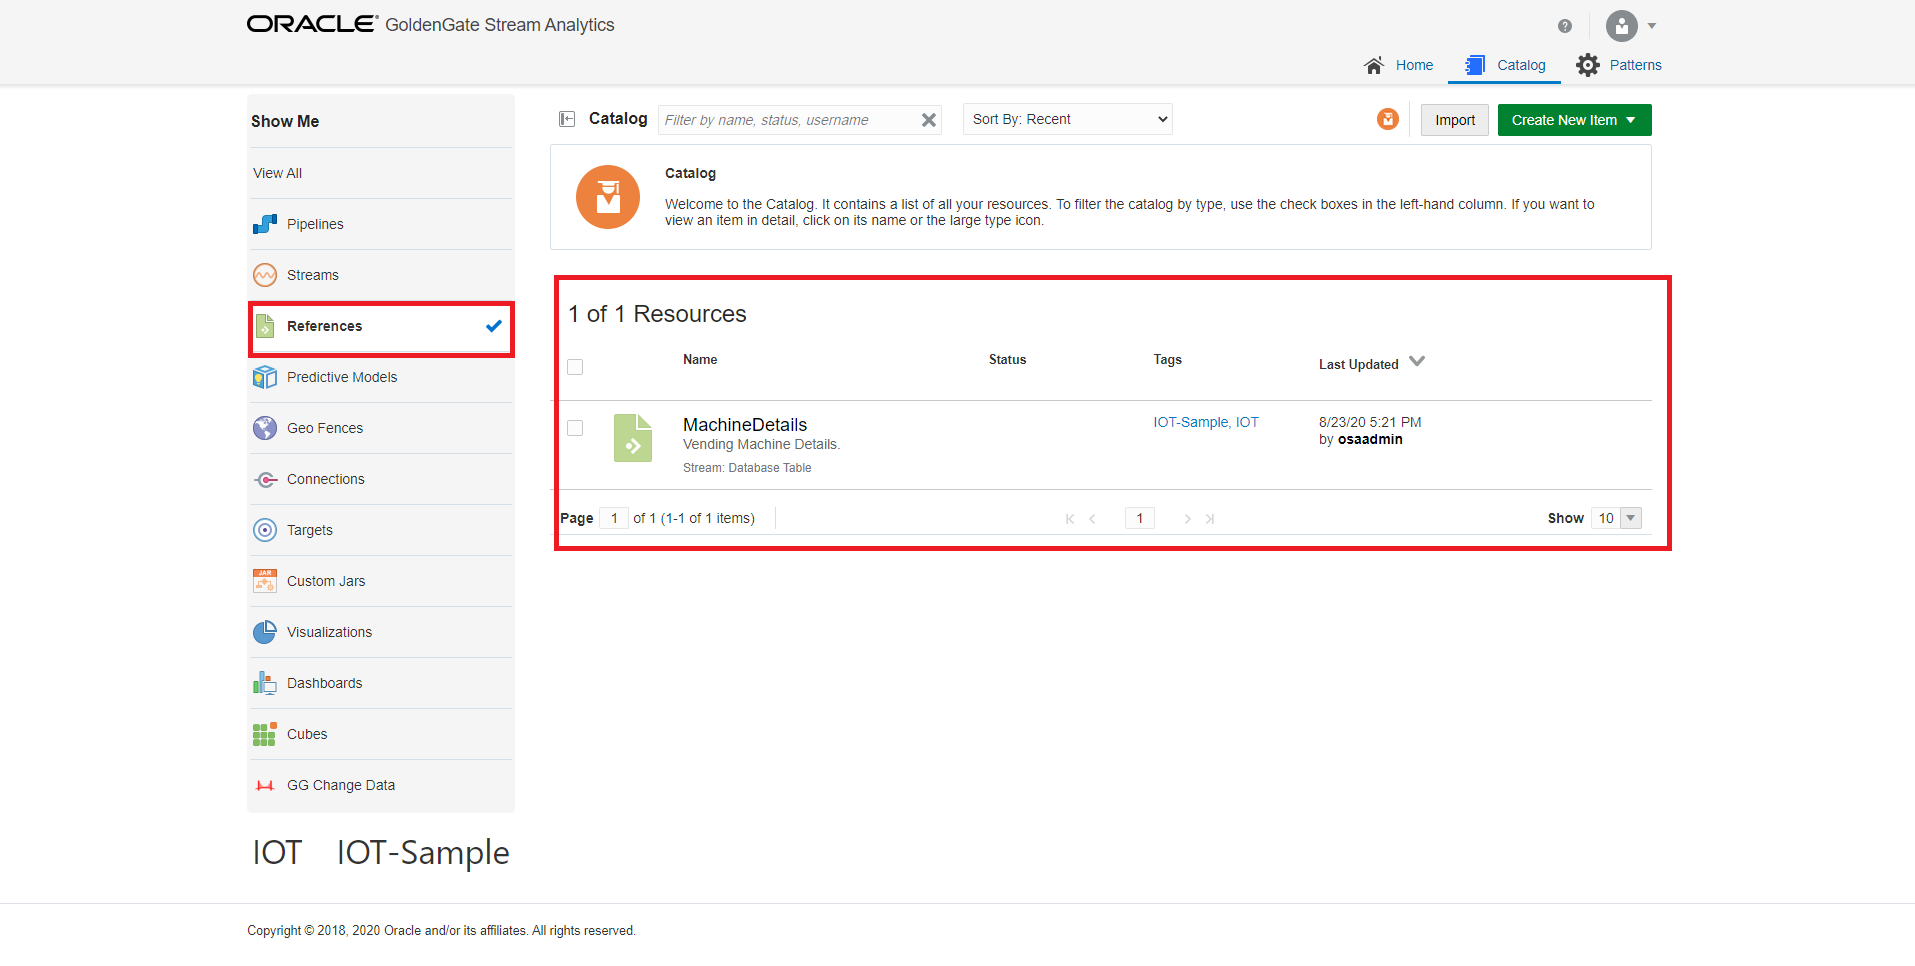 ORACLE® GoldenGate Stream Analytics
Home Catalog Patterns
Show Me
View All
Pipelines
Streams
References
Predictive Models
Geo Fences
Connections
Targets
JAR
Custom Jars
Visualizations
Dashboards
Cubes
GG Change Data
IOT IOT-Sample
Catalog Filter by name, status, username Sort By: Recent Import Create New Item
Catalog
Welcome to the Catalog. It contains a list of all your resources. To filter the catalog by type, use the check boxes in the left-hand column. If you want to
view an item in detail, click on its name or the large type icon.
1 of 1 Resources
Name Status Tags Last Updated
MachineDetails IOT-Sample, IOT 8/23/20 5:21 PM
Vending Machine Details. by osaadmin
Stream: Database Table
Page 1 of 1 (1-1 of 1 items) 1 Show 10
Copyright © 2018, 2020 Oracle and/or its affiliates. All rights reserved.